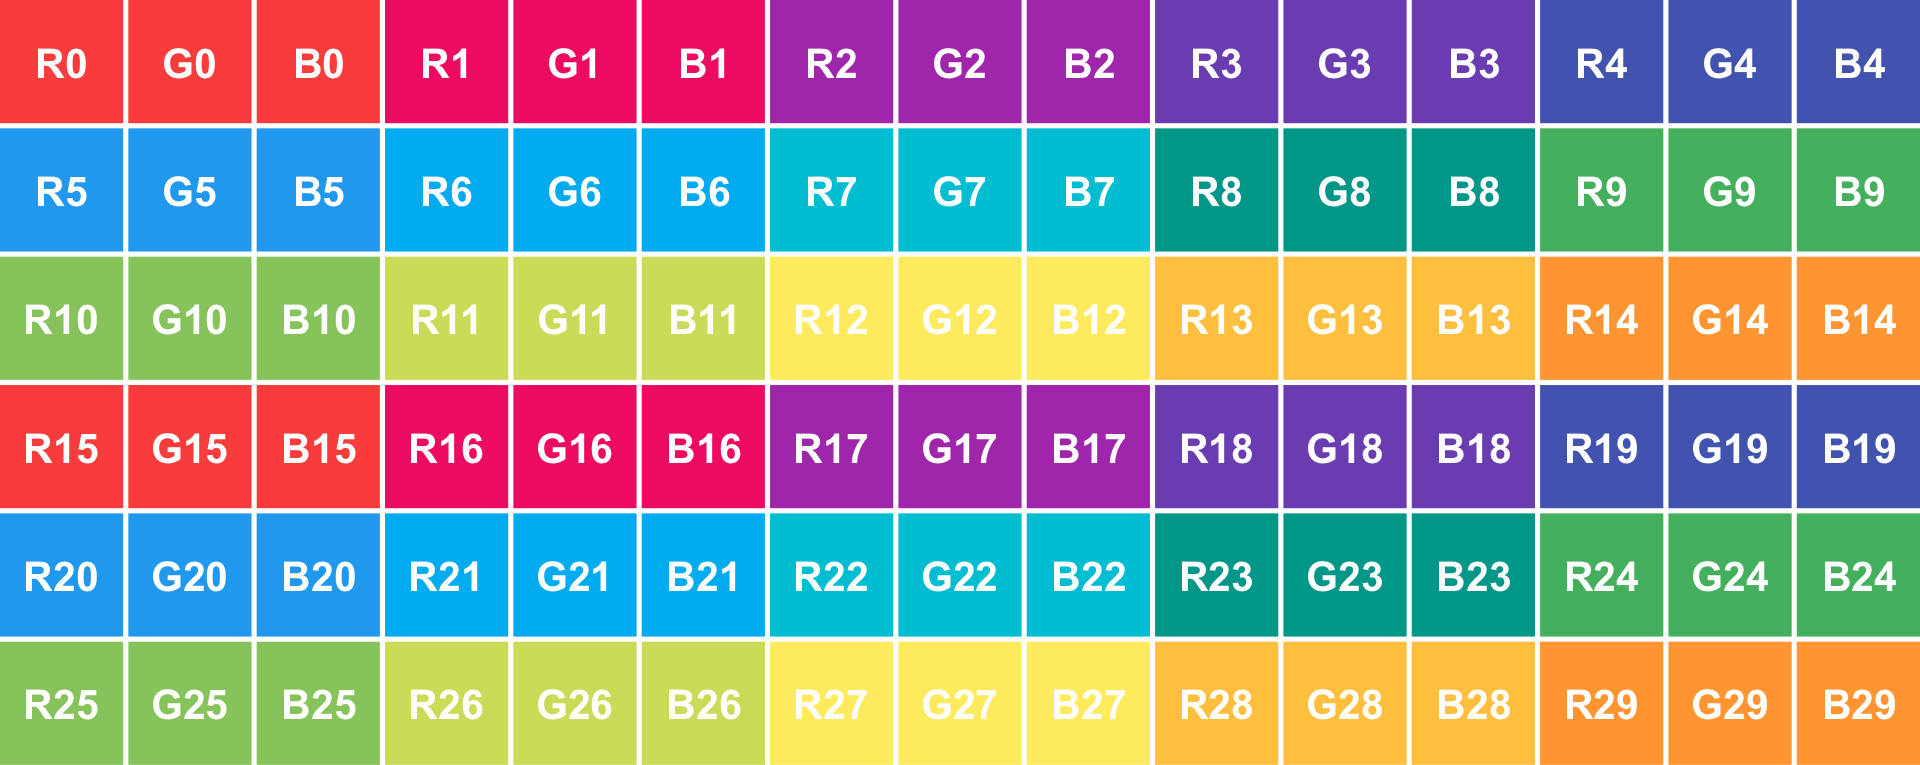 R0 G0 B0 R1 G1 B1 R2 G2 B2 R3 G3 B3 R4 G4 B4
R5 G5 B5 R6 G6 B6 R7 G7 B7 R8 G8 B8 R9 G9 B9
R10 G10 B10 R11 G11 B11 R12 G12 B12 R13 G13 B13 R14 G14 B14
R15 G15 B15 R16 G16 B16 R17 G17 B17 R18 G18 B18 R19 G19 B19
R20 G20 B20 R21 G21 B21 R22 G22 B22 R23 G23 B23 R24 G24 B24
R25 G25 B25 R26 G26 B26 R27 G27 B27 R28 G28 B28 R29 G29 B29